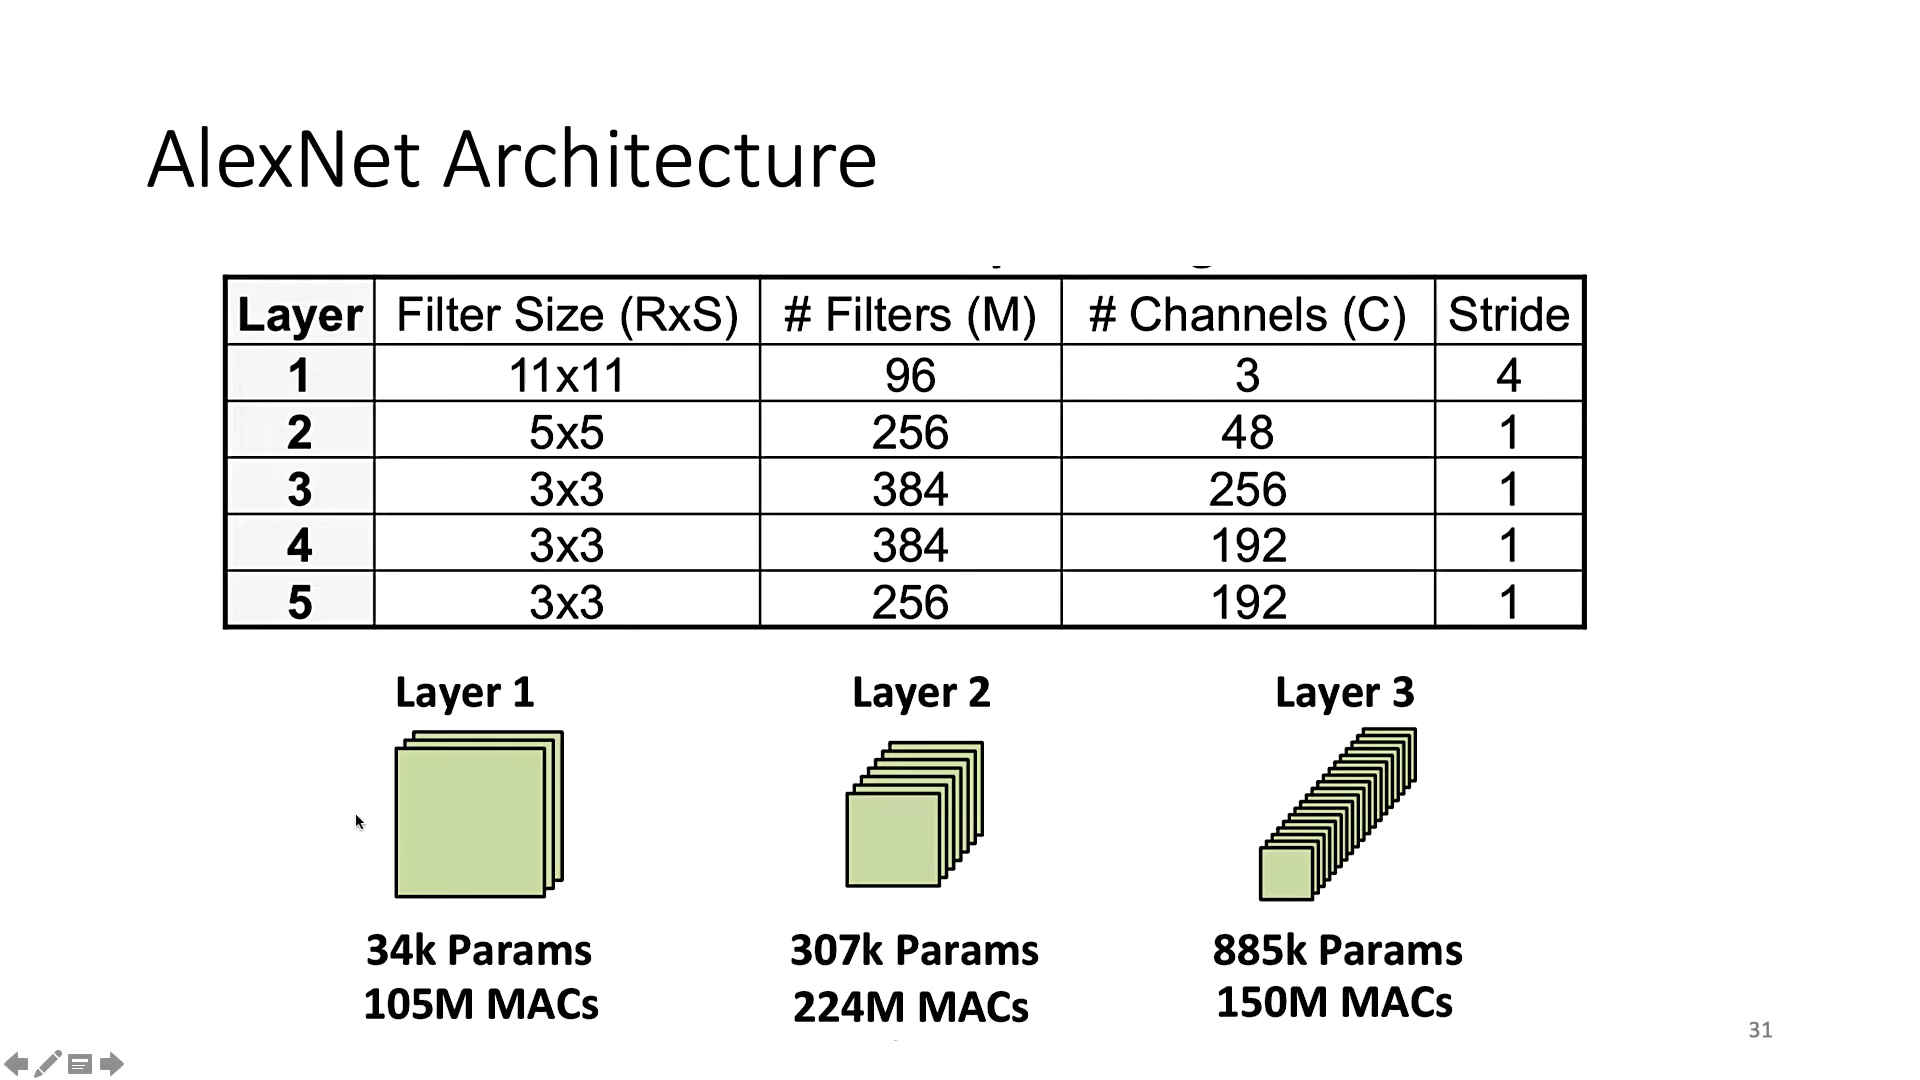 AlexNet Architecture
Layer Filter Size (RxS) # Filters (M) # Channels (C) Stride
1 11x11 96 3 4
2 5x5 256 48 1
3 3x3 384 256 1
4 3x3 384 192 1
5 3x3 256 192 1
Layer 1 Layer 2 Layer 3
34k Params 307k Params 885k Params
105M MACs 224M MACs 150M MACs
31